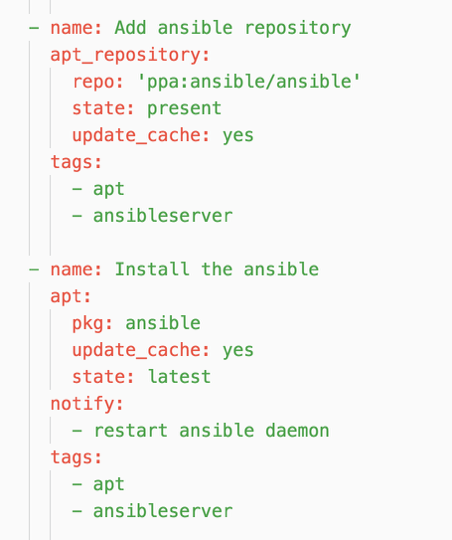 - name: Add ansible repository
  apt_repository:
    repo: 'ppa:ansible/ansible'
    state: present
    update_cache: yes
  tags:
    - apt
    - ansibleserver

- name: Install the ansible
  apt:
    pkg: ansible
    update_cache: yes
    state: latest
  notify:
    - restart ansible daemon
  tags:
    - apt
    - ansibleserver